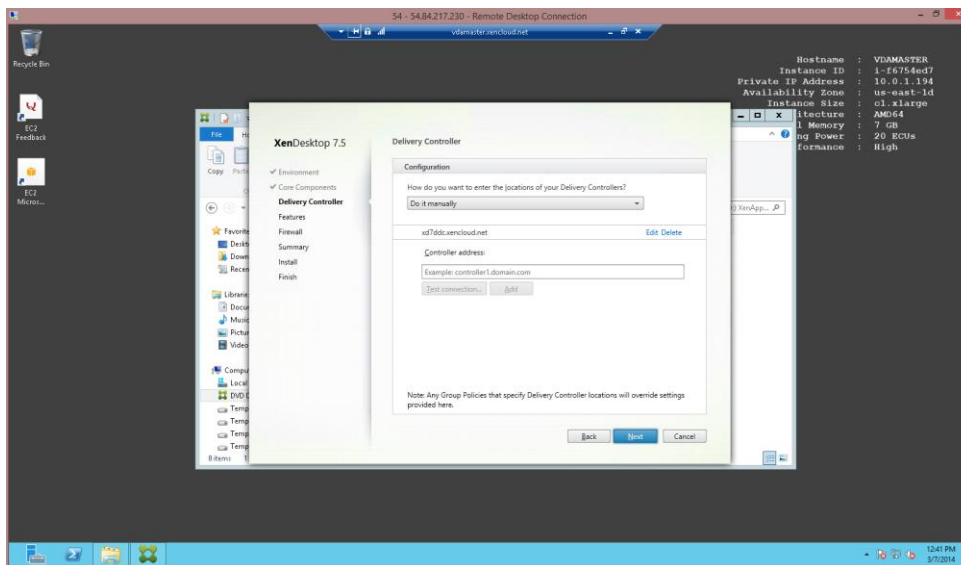 54 - 54.84.217.230 - Remote Desktop Connection
vdamaster.xencloud.net
Recycle Bin
EC2
Feedback
EC2
Micros...
Hostname : VDAMASTER
Instance ID : i-f6754ed7
Private IP Address : 10.0.1.194
Availability Zone : us-east-1d
Instance Size : c1.xlarge
itecture : AMD64
l Memory : 7 GB
ng Power : 20 ECUs
formance : High
File
Copy
XenApp...
Favorite
Deskt
Down
Recen
Librarie
Docu
Music
Pictu
Video
Compu
Local
DVD D
Temp
Temp
Temp
Temp
8 items
XenDesktop 7.5
Environment
Core Components
Delivery Controller
Features
Firewall
Summary
Install
Finish
Delivery Controller
Configuration
How do you want to enter the locations of your Delivery Controllers?
Do it manually
xd7ddc.xencloud.net Edit Delete
Controller address:
Example: controller1.domain.com
Test connection... Add
Note: Any Group Policies that specify Delivery Controller locations will override settings
provided here.
Back Next Cancel
12:41 PM
3/7/2014